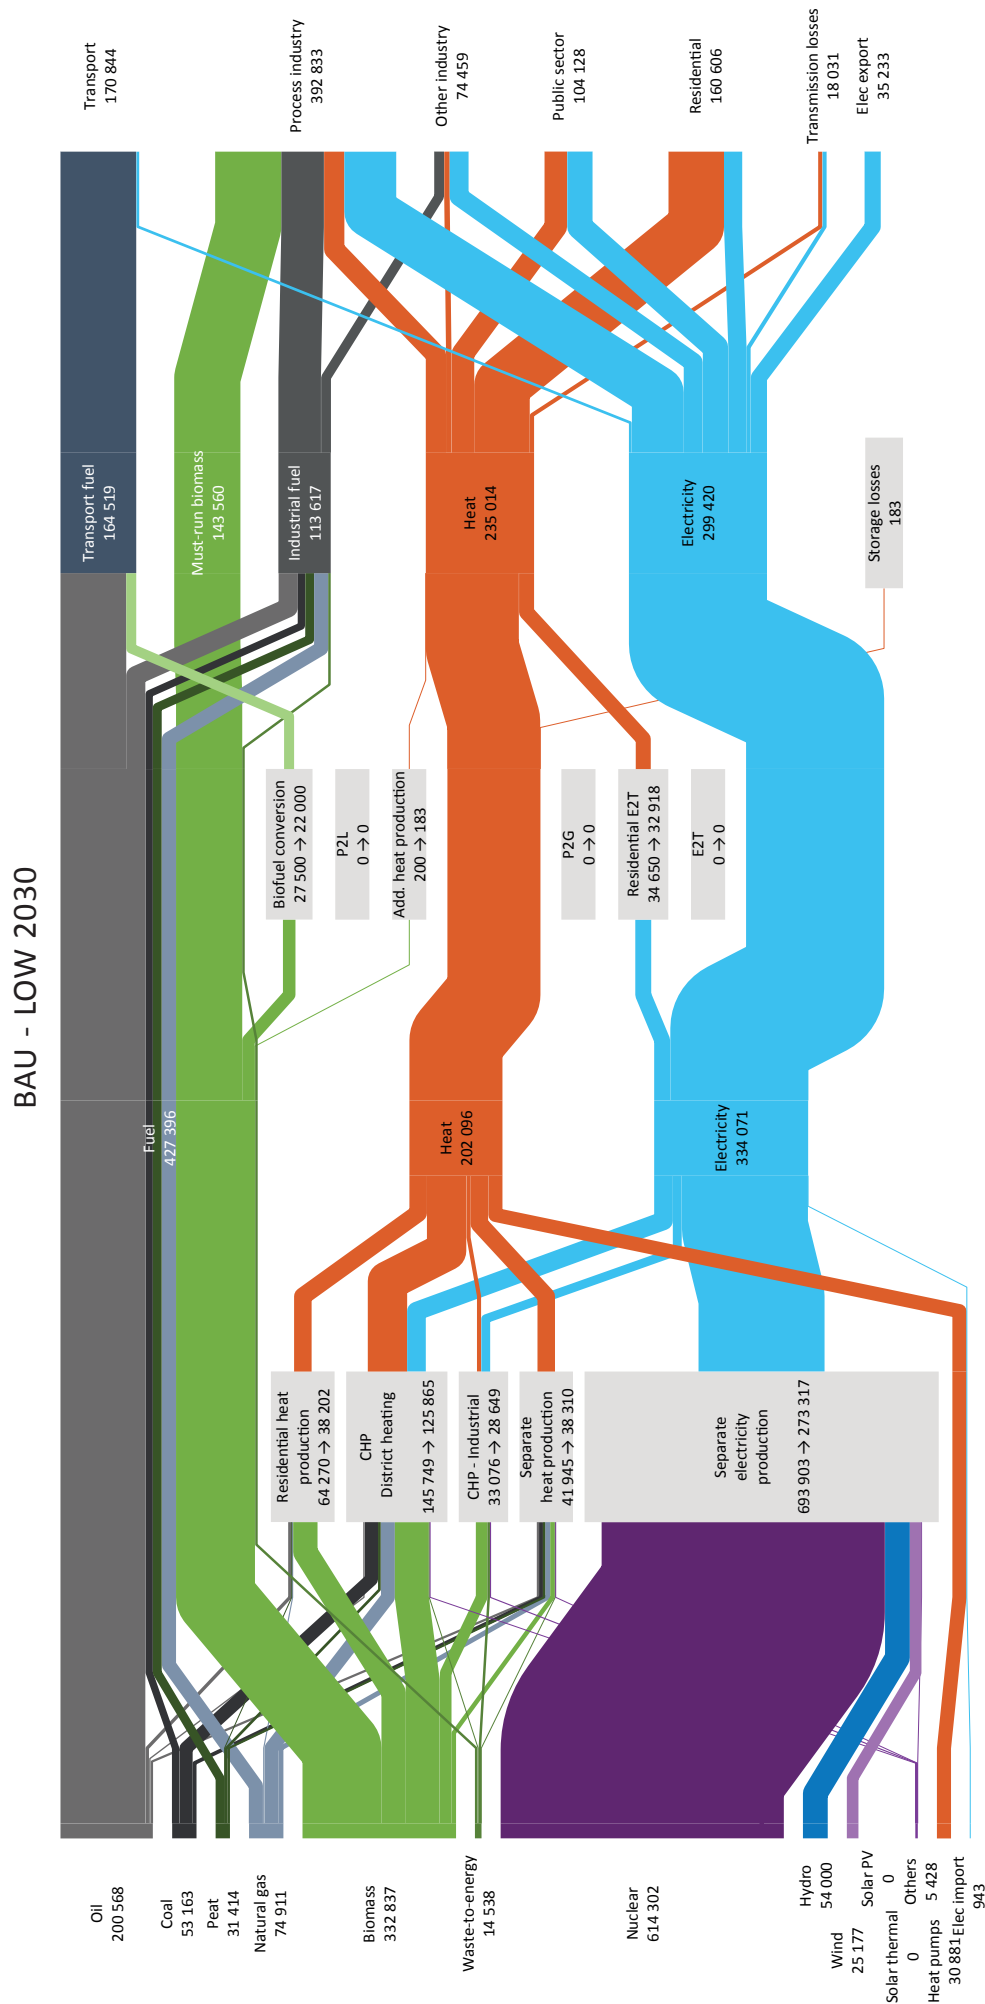 BAU - LOW 2030
Oil
200 568
Coal
53 163
Peat
31 414
Natural gas
74 911
Biomass
332 837
Waste-to-energy
14 538
Nuclear
614 302
Hydro
54 000
Wind
25 177
Solar PV
0
Solar thermal
0
Others
5 428
Heat pumps
30 881
Elec import
943
Residential heat
production
64 270 → 38 202
CHP
District heating
145 749 → 125 865
CHP - Industrial
33 076 → 28 649
Separate
heat production
41 945 → 38 310
Separate
electricity
production
693 903 → 273 317
Fuel
427 396
Heat
202 096
Electricity
334 071
Biofuel conversion
27 500 → 22 000
P2L
0 → 0
Add. heat production
200 → 183
P2G
0 → 0
Residential E2T
34 650 → 32 918
E2T
0 → 0
Transport fuel
164 519
Must-run biomass
143 560
Industrial fuel
113 617
Heat
235 014
Electricity
299 420
Storage losses
183
Transport
170 844
Process industry
392 833
Other industry
74 459
Public sector
104 128
Residential
160 606
Transmission losses
18 031
Elec export
35 233